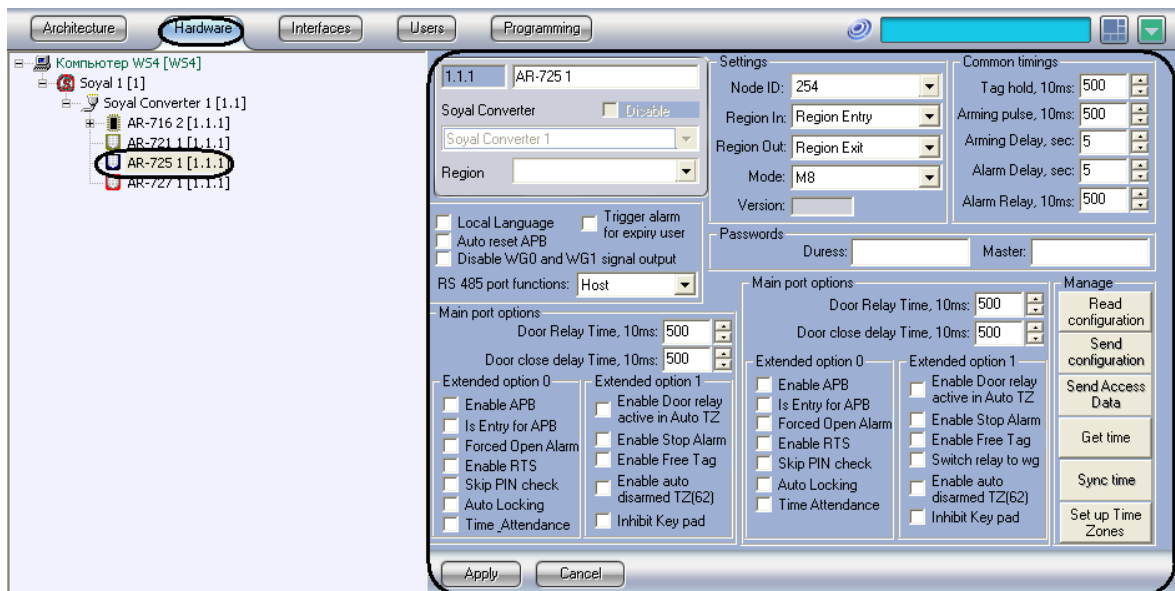 Architecture Hardware Interfaces Users Programming
Компьютер WS4 [WS4]
Soyal 1 [1]
Soyal Converter 1 [1.1]
AR-716 2 [1.1.1]
AR-721 1 [1.1.1]
AR-725 1 [1.1.1]
AR-727 1 [1.1.1]
1.1.1 AR-725 1
Soyal Converter Disable
Soyal Converter 1
Region
Settings
Node ID: 254
Region In: Region Entry
Region Out: Region Exit
Mode: M8
Version:
Common timings
Tag hold, 10ms: 500
Arming pulse, 10ms: 500
Arming Delay, sec: 5
Alarm Delay, sec: 5
Alarm Relay, 10ms: 500
Local Language
Auto reset APB
Trigger alarm
for expiry user
Disable WG0 and WG1 signal output
RS 485 port functions: Host
Passwords
Duress: Master:
Main port options
Door Relay Time, 10ms: 500
Door close delay Time, 10ms: 500
Extended option 0
Enable APB
Is Entry for APB
Forced Open Alarm
Enable RTS
Skip PIN check
Auto Locking
Time_Attendance
Extended option 1
Enable Door relay
active in Auto TZ
Enable Stop Alarm
Enable Free Tag
Enable auto
disarmed TZ(62)
Inhibit Key pad
Main port options
Door Relay Time, 10ms: 500
Door close delay Time, 10ms: 500
Extended option 0
Enable APB
Is Entry for APB
Forced Open Alarm
Enable RTS
Skip PIN check
Auto Locking
Time Attendance
Extended option 1
Enable Door relay
active in Auto TZ
Enable Stop Alarm
Enable Free Tag
Switch relay to wg
Enable auto
disarmed TZ(62)
Inhibit Key pad
Manage
Read
configuration
Send
configuration
Send Access
Data
Get time
Sync time
Set up Time
Zones
Apply Cancel